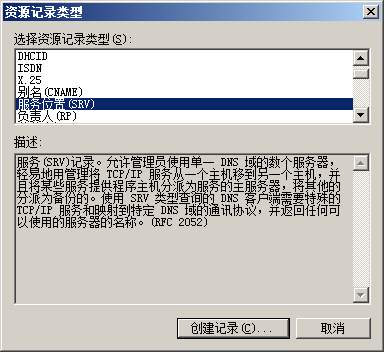 资源记录类型
选择资源记录类型(S):
DHCID
ISDN
X.25
别名(CNAME)
服务位置(SRV)
负责人(RP)
描述:
服务(SRV)记录。允许管理员使用单一 DNS 域的数个服务器，
轻易地用管理将 TCP/IP 服务从一个主机移到另一个主机，并
且将某些服务提供程序主机分派为服务的主服务器，将其他的
分派为备份的。使用 SRV 类型查询的 DNS 客户端需要特殊的
TCP/IP 服务和映射到特定 DNS 域的通讯协议，并返回任何可
以使用的服务器的名称。(RFC 2052)
创建记录(C)...
取消